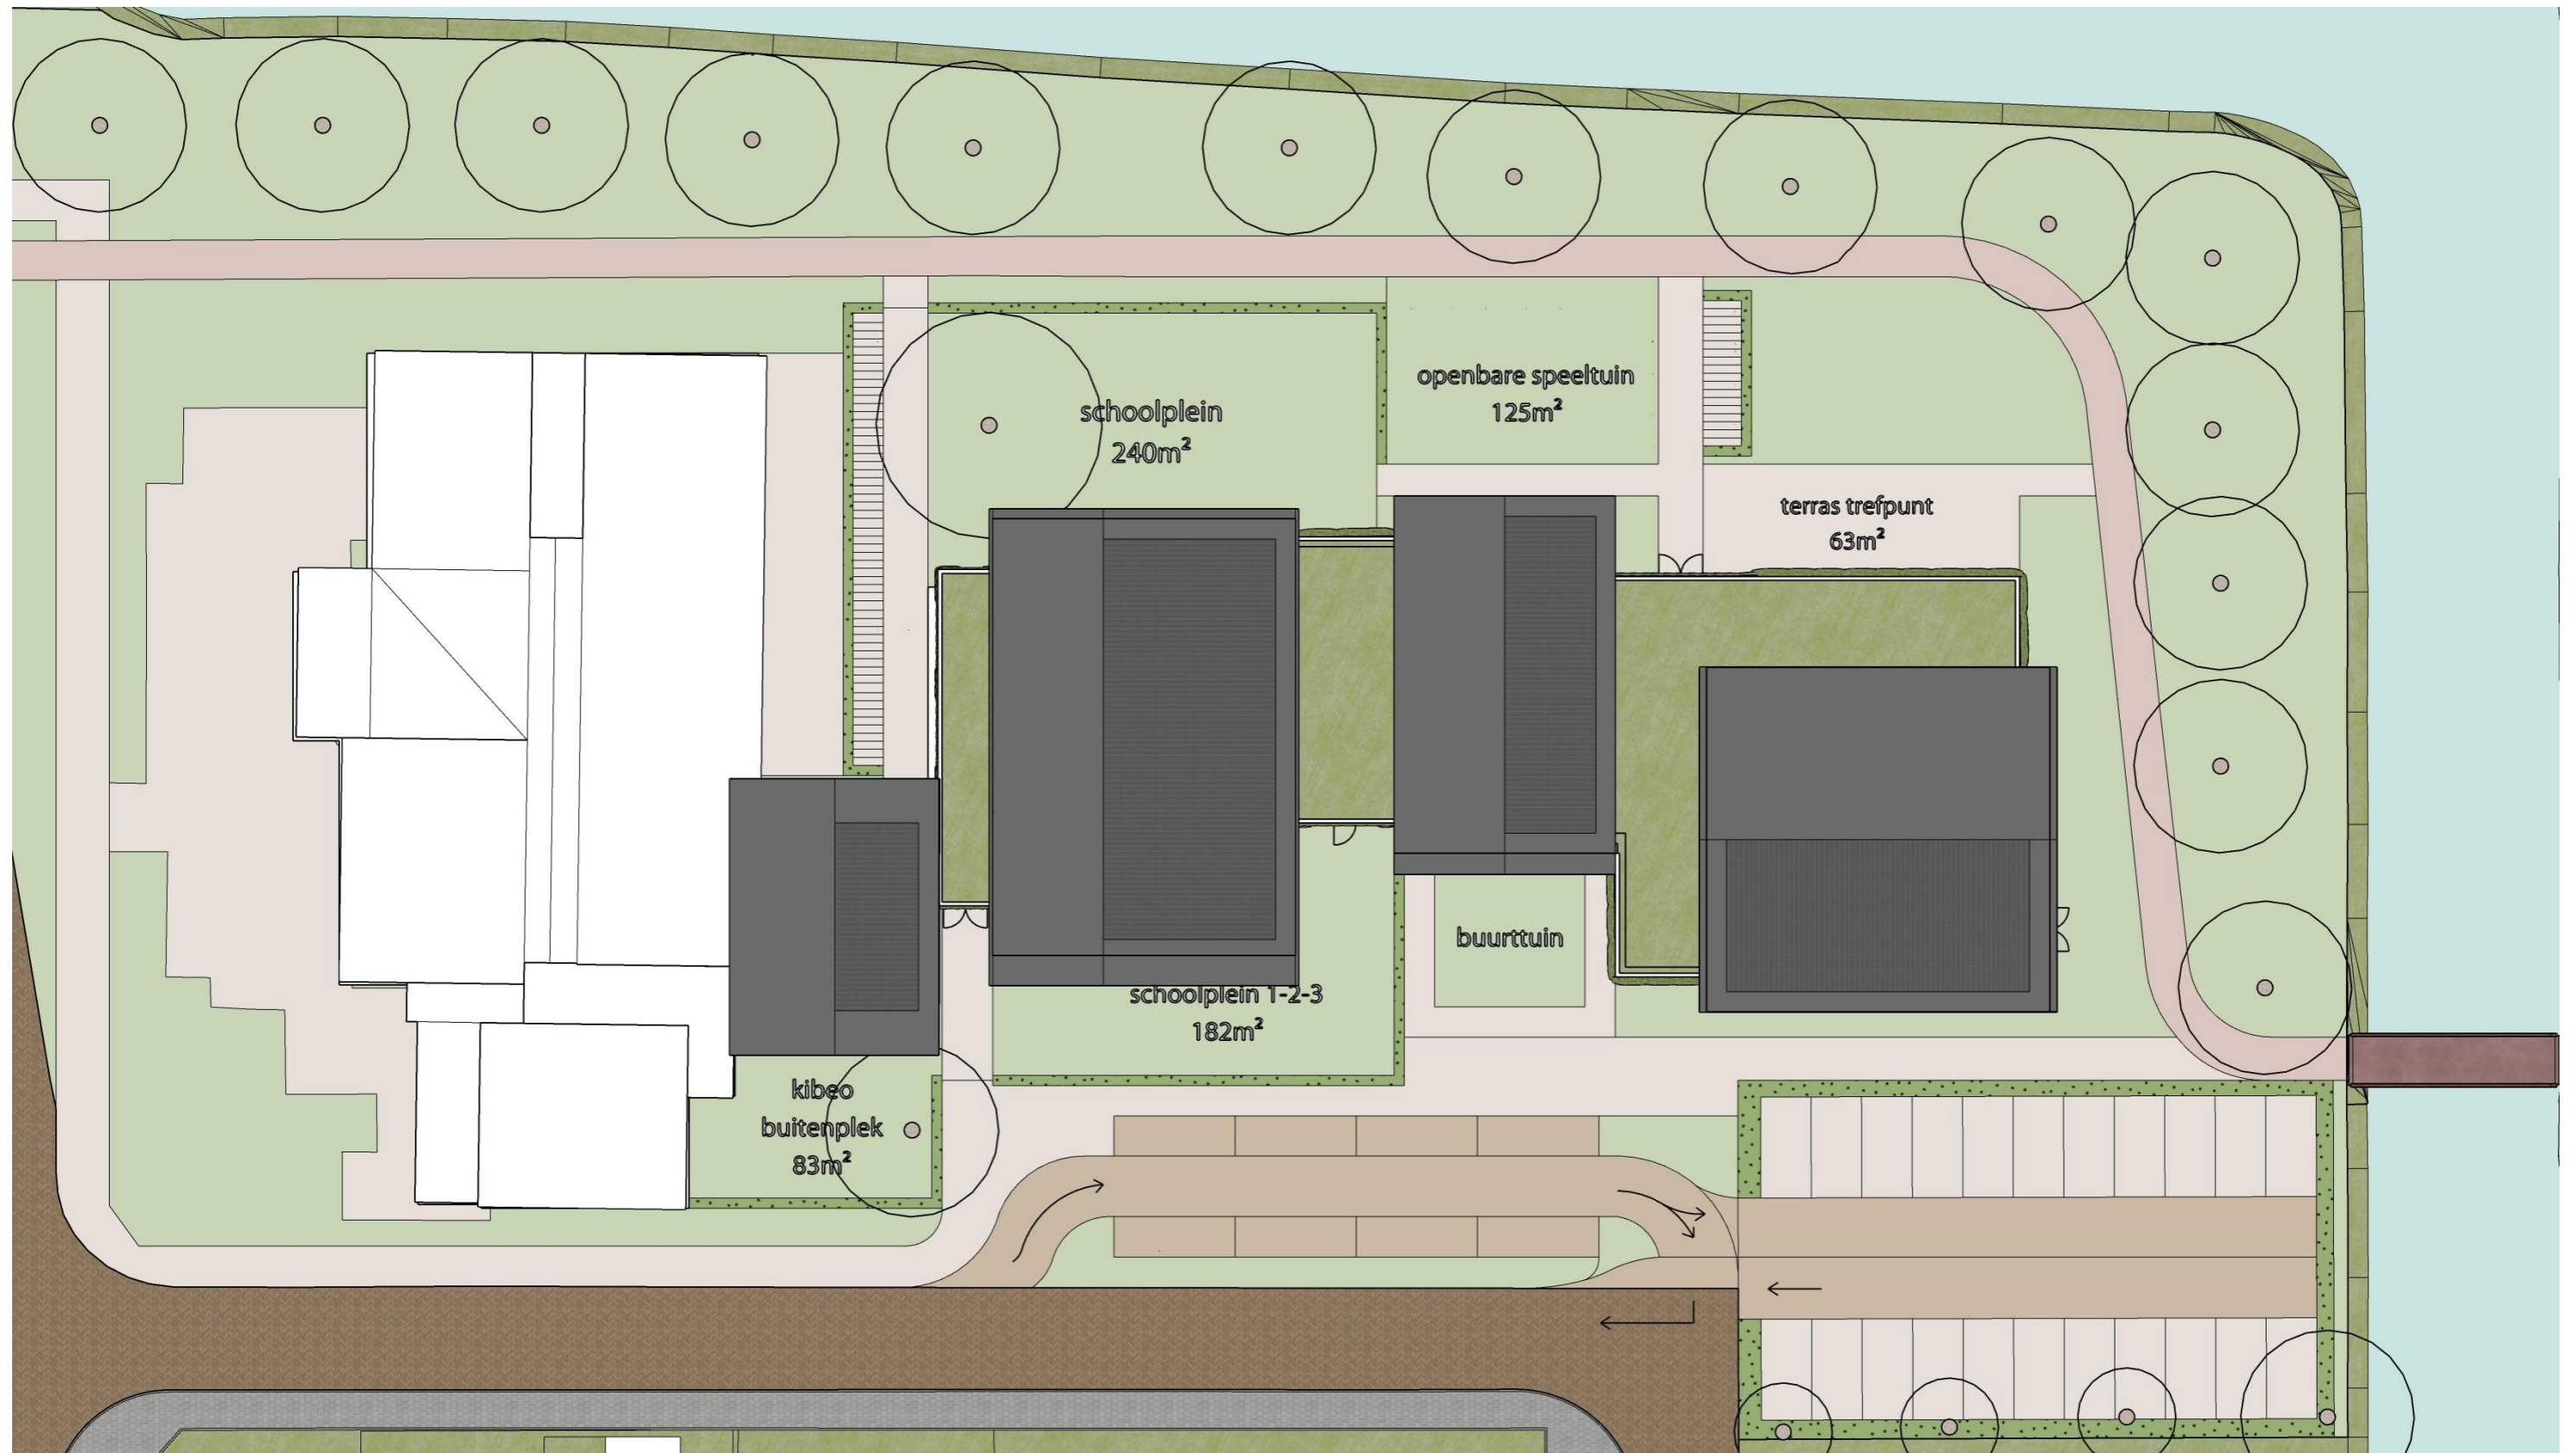 openbare speeltuin
125m²
schoolplein
240m²
terras trefpunt
63m²
buurttuin
schoolplein 1-2-3
182m²
kibeo
buitenplek
83m²